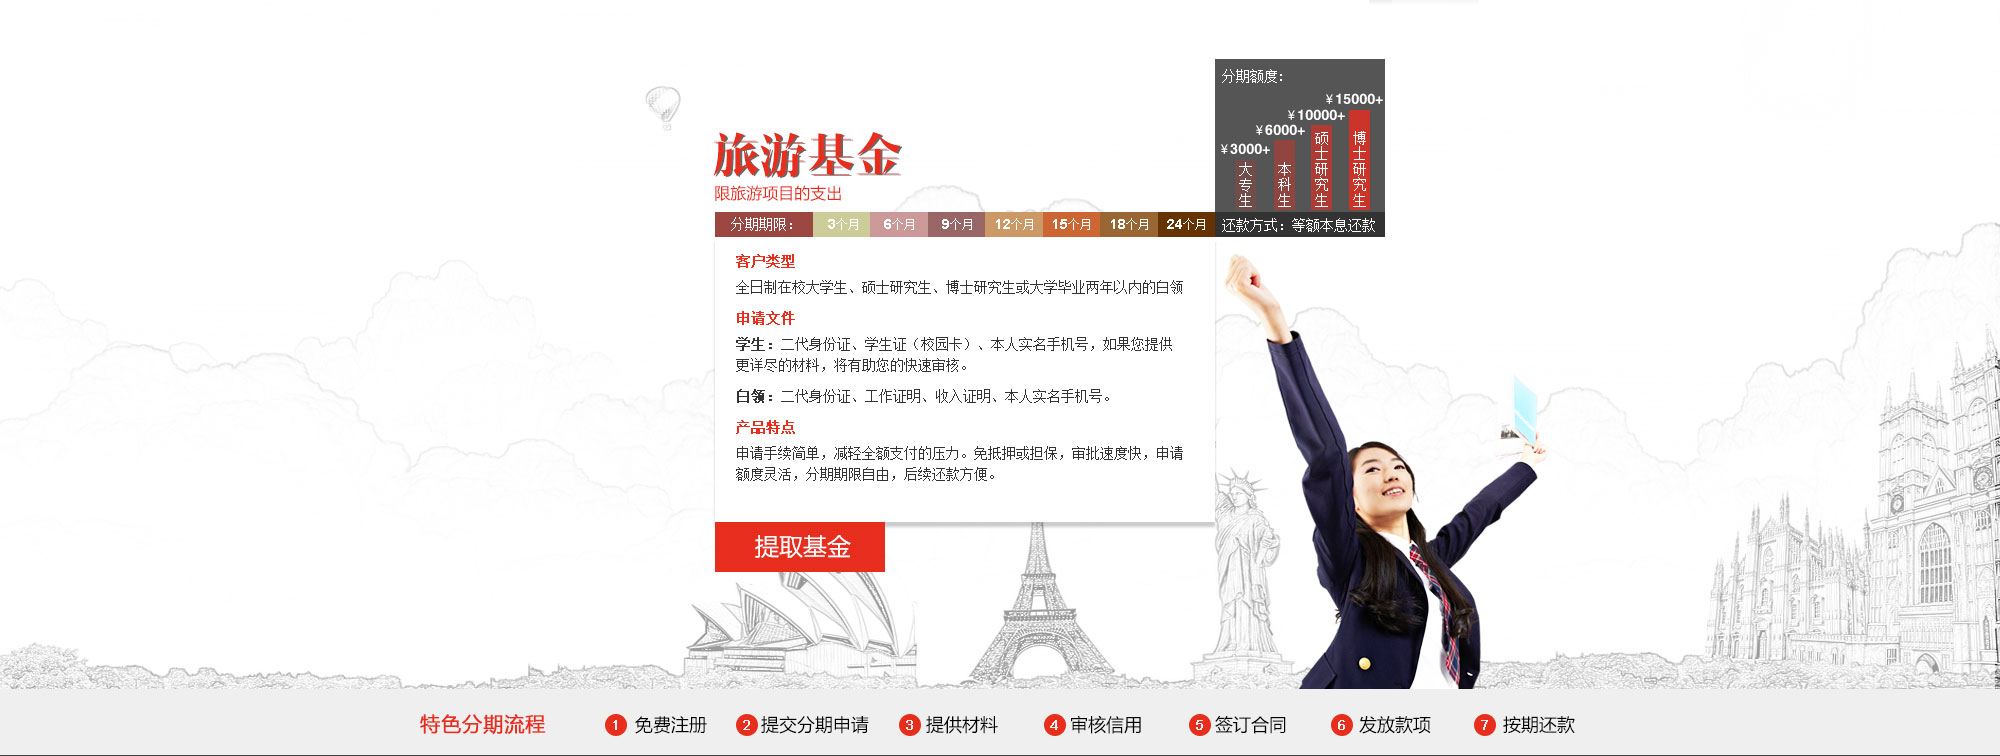 分期额度：
￥15000+
￥10000+
￥6000+
￥3000+
大专生
本科生
硕士研究生
博士研究生
还款方式：等额本息还款
旅游基金
限旅游项目的支出
分期期限： 3个月 6个月 9个月 12个月 15个月 18个月 24个月
客户类型
全日制在校大学生、硕士研究生、博士研究生或大学毕业两年以内的白领
申请文件
学生：二代身份证、学生证（校园卡）、本人实名手机号，如果您提供
更详尽的材料，将有助您的快速审核。
白领：二代身份证、工作证明、收入证明、本人实名手机号。
产品特点
申请手续简单，减轻全额支付的压力。免抵押或担保，审批速度快，申请
额度灵活，分期期限自由，后续还款方便。
提取基金
特色分期流程 1 免费注册 2 提交分期申请 3 提供材料 4 审核信用 5 签订合同 6 发放款项 7 按期还款